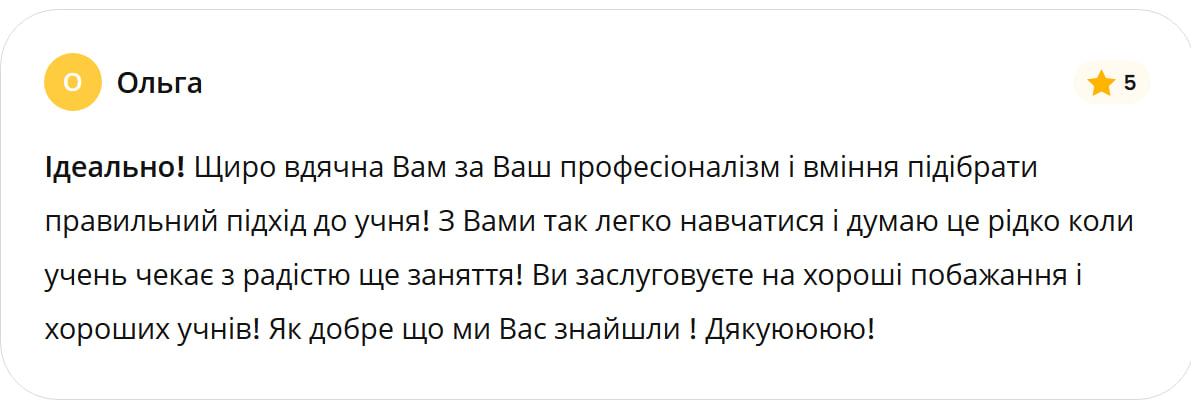 О
Ольга
5
Ідеально! Щиро вдячна Вам за Ваш професіоналізм і вміння підібрати
правильний підхід до учня! З Вами так легко навчатися і думаю це рідко коли
учень чекає з радістю ще заняття! Ви заслуговуєте на хороші побажання і
хороших учнів! Як добре що ми Вас знайшли ! Дякуюююю!